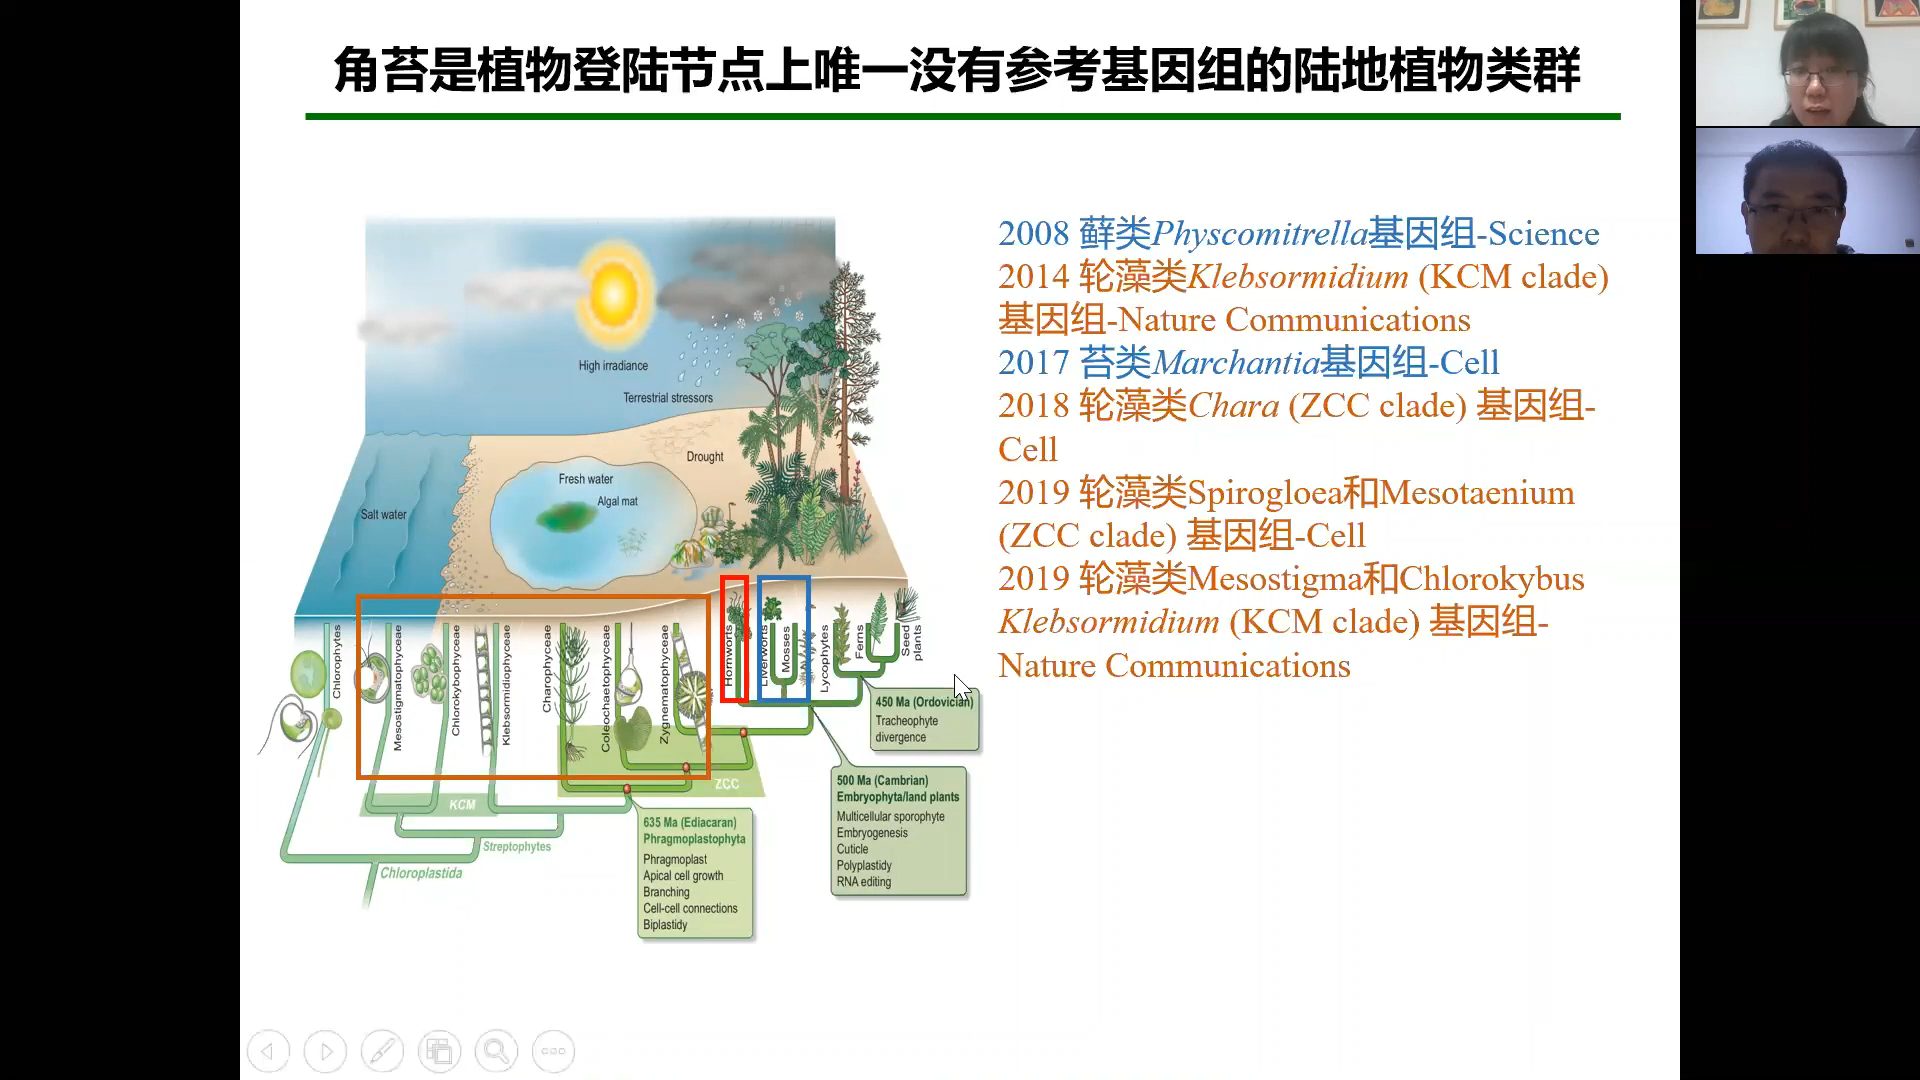 角苔是植物登陆节点上唯一没有参考基因组的陆地植物类群
2008 藓类Physcomitrella基因组-Science
2014 轮藻类Klebsormidium (KCM clade)
基因组-Nature Communications
2017 苔类Marchantia基因组-Cell
2018 轮藻类Chara (ZCC clade) 基因组-
Cell
2019 轮藻类Spirogloea和Mesotaenium
(ZCC clade) 基因组-Cell
2019 轮藻类Mesostigma和Chlorokybus
Klebsormidium (KCM clade) 基因组-
Nature Communications
High irradiance
Terrestrial stressors
Drought
Fresh water
Algal mat
Salt water
Chlorophytes
Mesostigmatophyceae
Chlorokybophyceae
Klebsormidiophyceae
Charophyceae
Coleochaetophyceae
Zygnematophyceae
Hornworts
Liverworts
Mosses
Lycophytes
Ferns
Seed
plants
450 Ma (Ordovician)
Tracheophyte
divergence
500 Ma (Cambrian)
Embryophyta/land plants
Multicellular sporophyte
Embryogenesis
Cuticle
Polyplastidy
RNA editing
ZCC
KCM
635 Ma (Ediacaran)
Phragmoplastophyta
Phragmoplast
Apical cell growth
Branching
Cell-cell connections
Biplastidy
Streptophytes
Chloroplastida